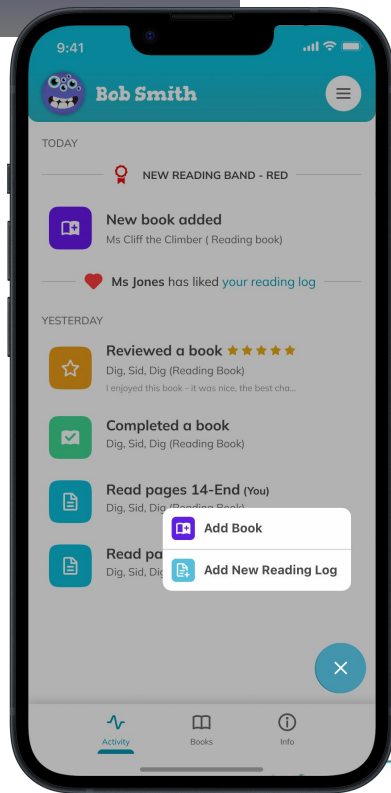 9:41
Bob Smith
TODAY
NEW READING BAND - RED
New book added
Ms Cliff the Climber ( Reading book)
Ms Jones has liked your reading log
YESTERDAY
Reviewed a book
Dig, Sid, Dig (Reading Book)
I enjoyed this book - it was nice, the best cha...
Completed a book
Dig, Sid, Dig (Reading Book)
Read pages 14-End (You)
Dig, Sid, Dig (Reading Book)
Add Book
Read pa
Dig, Sid, Dig
Add New Reading Log
Activity
Books
Info